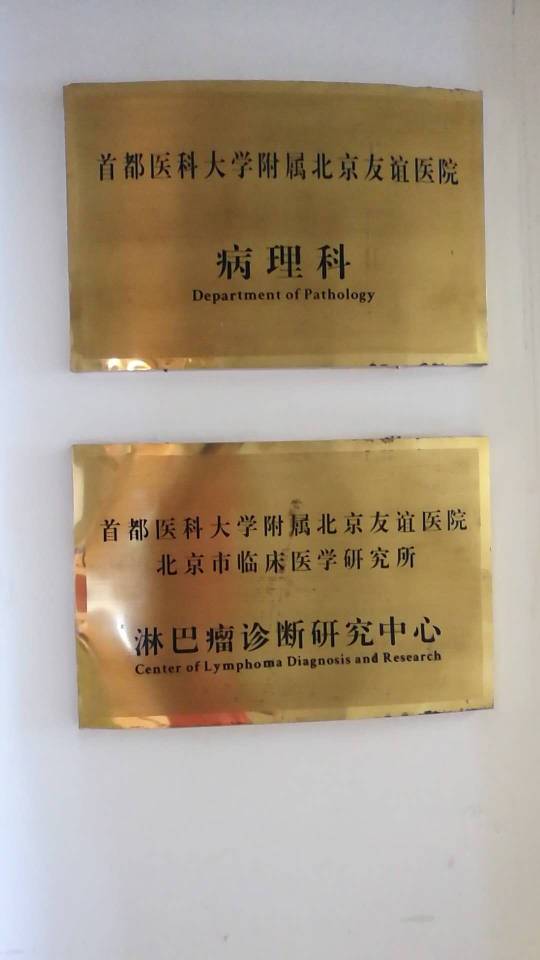 首都医科大学附属北京友谊医院
病理科
Department of Pathology
首都医科大学附属北京友谊医院
北京市临床医学研究所
淋巴瘤诊断研究中心
Center of Lymphoma Diagnosis and Research